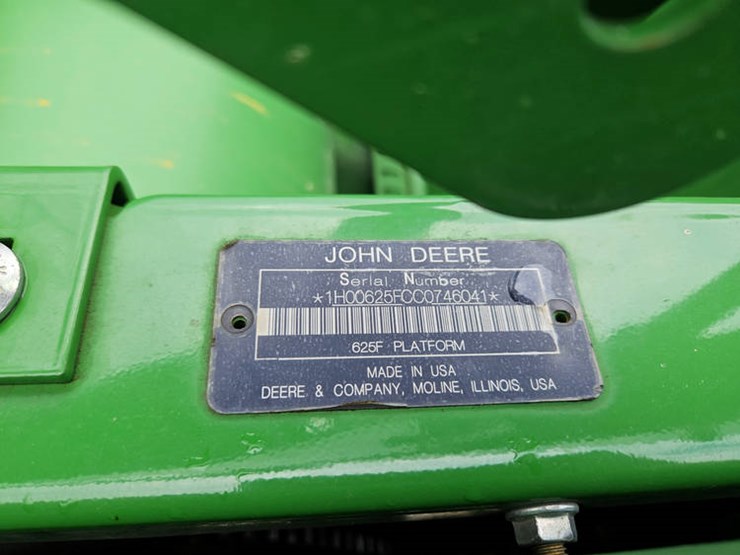 JOHN DEERE
Serial Number
*1H00625FCC0746041*
625F PLATFORM
MADE IN USA
DEERE & COMPANY, MOLINE, ILLINOIS, USA